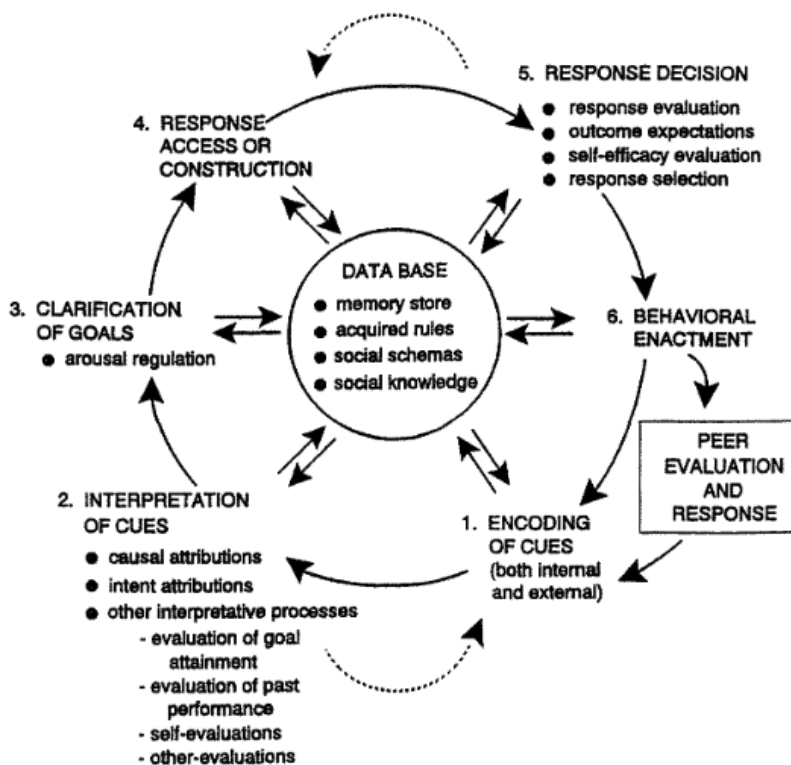 5. RESPONSE DECISION
● response evaluation
● outcome expectations
● self-efficacy evaluation
● response selection
4. RESPONSE
ACCESS OR
CONSTRUCTION
DATA BASE
● memory store
● acquired rules
● social schemas
● social knowledge
3. CLARIFICATION
OF GOALS
● arousal regulation
6. BEHAVIORAL
ENACTMENT
PEER
EVALUATION
AND
RESPONSE
2. INTERPRETATION
OF CUES
● causal attributions
● intent attributions
● other interpretative processes
- evaluation of goal
attainment
- evaluation of past
performance
- self-evaluations
- other-evaluations
1. ENCODING
OF CUES
(both internal
and external)